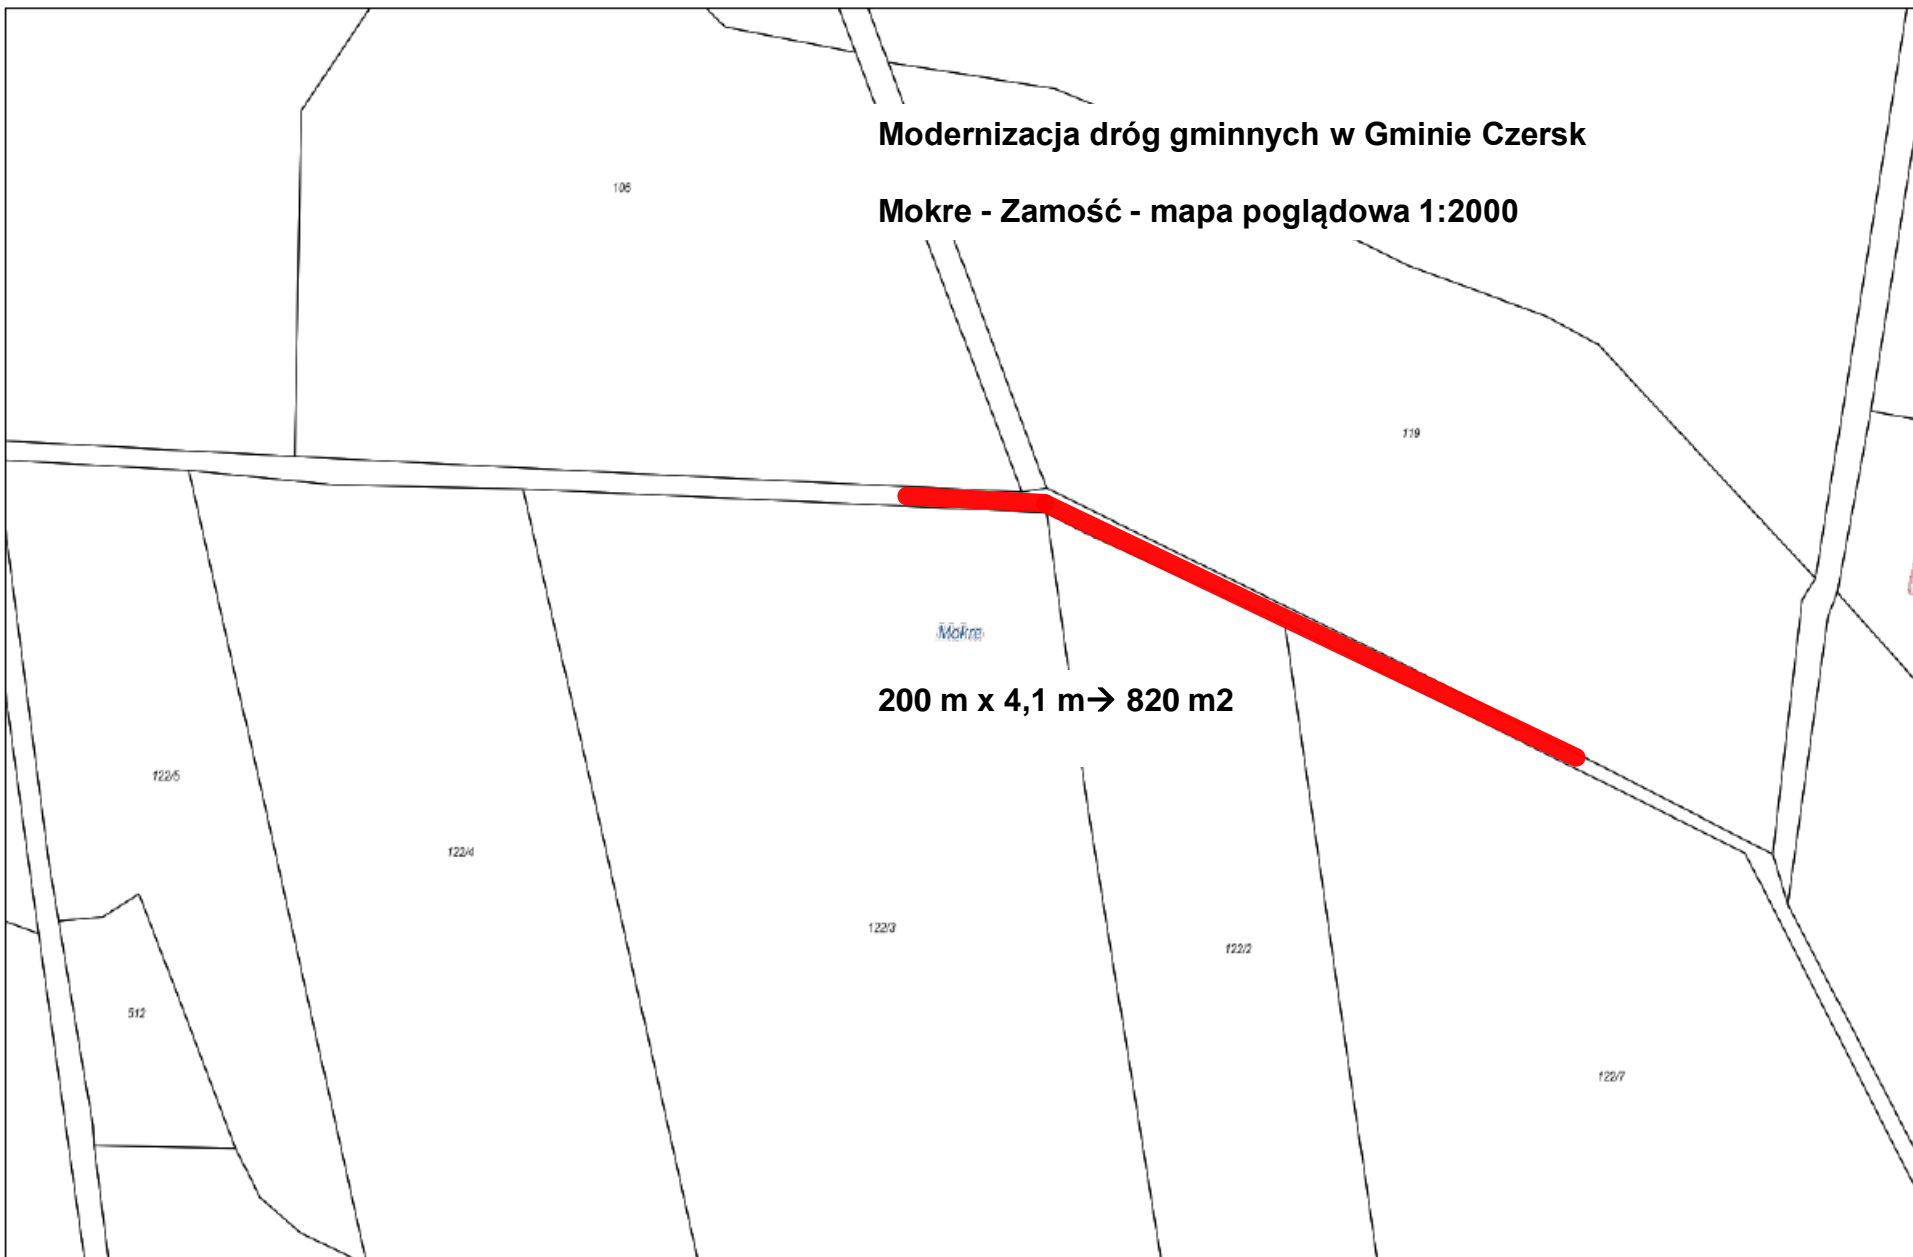 Modernizacja dróg gminnych w Gminie Czersk
106
Mokre - Zamość - mapa poglądowa 1:2000
119
Mokre
200 m x 4,1 m→ 820 m2
122/5
122/4
122/3
122/2
512
122/7